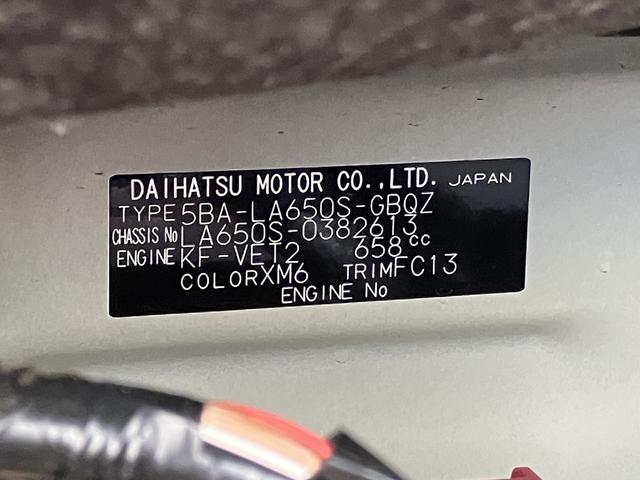 DAIHATSU MOTOR CO.,LTD. JAPAN
TYPE 5BA-LA650S-GBQZ
CHASSIS No LA650S-0382613
ENGINE KF-VET2 658cc
COLOR XM6 TRIM FC13
ENGINE No